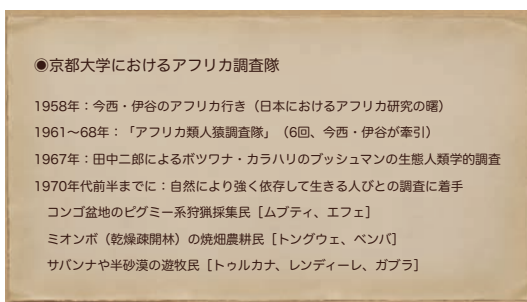 ◉京都大学におけるアフリカ調査隊
1958年：今西・伊谷のアフリカ行き（日本におけるアフリカ研究の曙）
1961〜68年：「アフリカ類人猿調査隊」（6回、今西・伊谷が牽引）
1967年：田中二郎によるボツワナ・カラハリのブッシュマンの生態人類学的調査
1970年代前半までに：自然により強く依存して生きる人びとの調査に着手
コンゴ盆地のピグミー系狩猟採集民［ムブティ、エフェ］
ミオンボ（乾燥疎開林）の焼畑農耕民［トングウェ、ベンバ］
サバンナや半砂漠の遊牧民［トゥルカナ、レンディーレ、ガブラ］